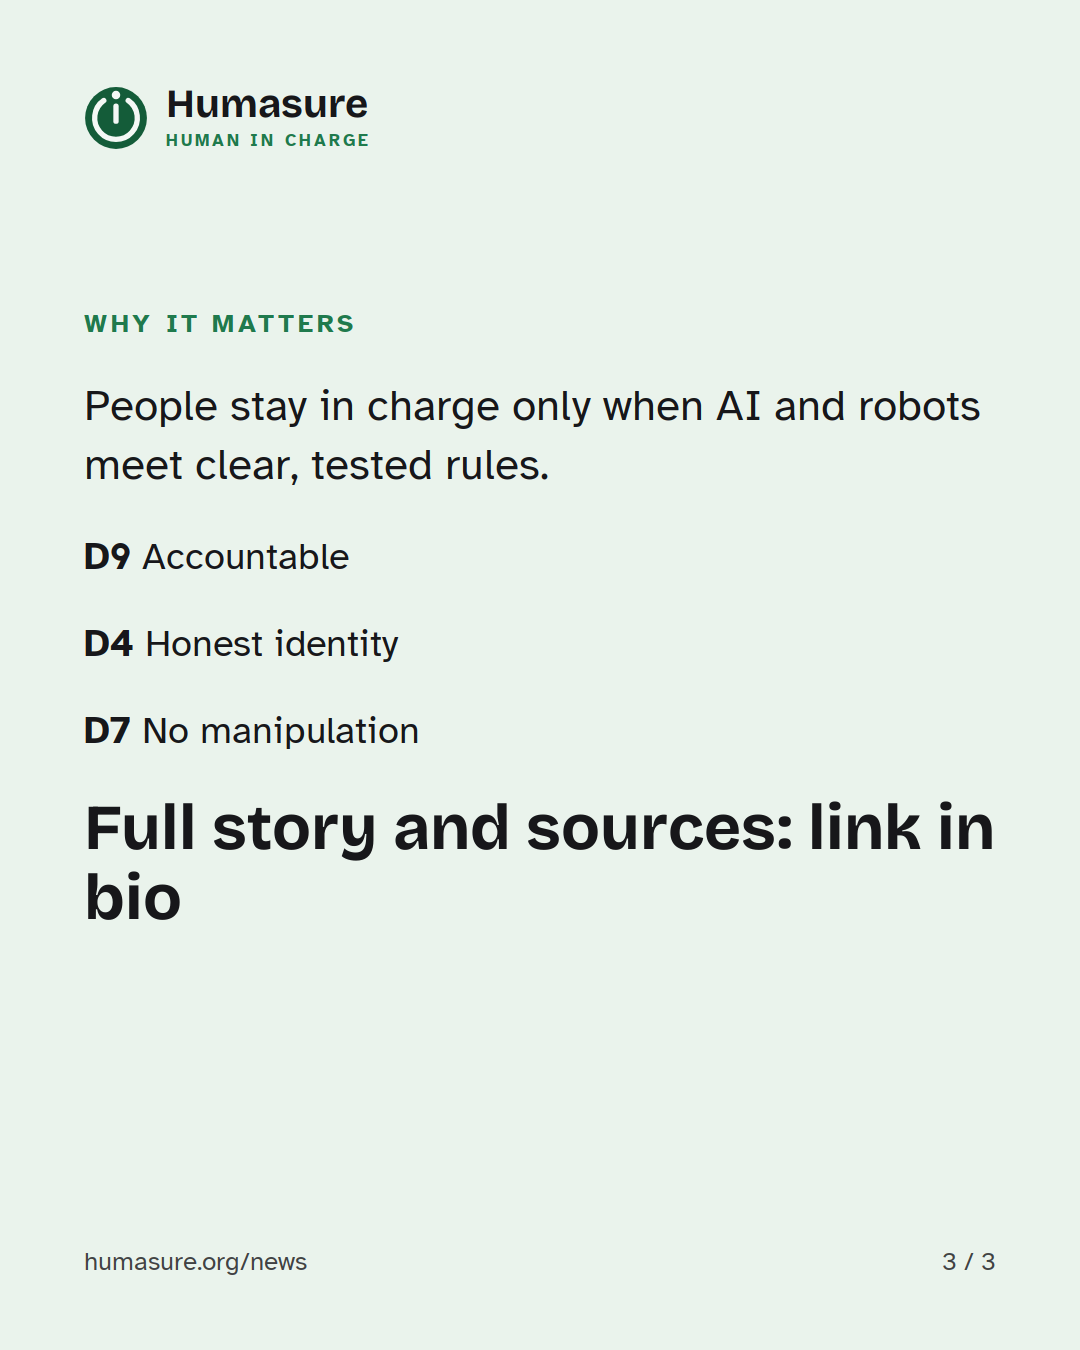 Humasure
HUMAN IN CHARGE
WHY IT MATTERS
People stay in charge only when AI and robots
meet clear, tested rules.
D9 Accountable
D4 Honest identity
D7 No manipulation
Full story and sources: link in
bio
humasure.org/news
3 / 3